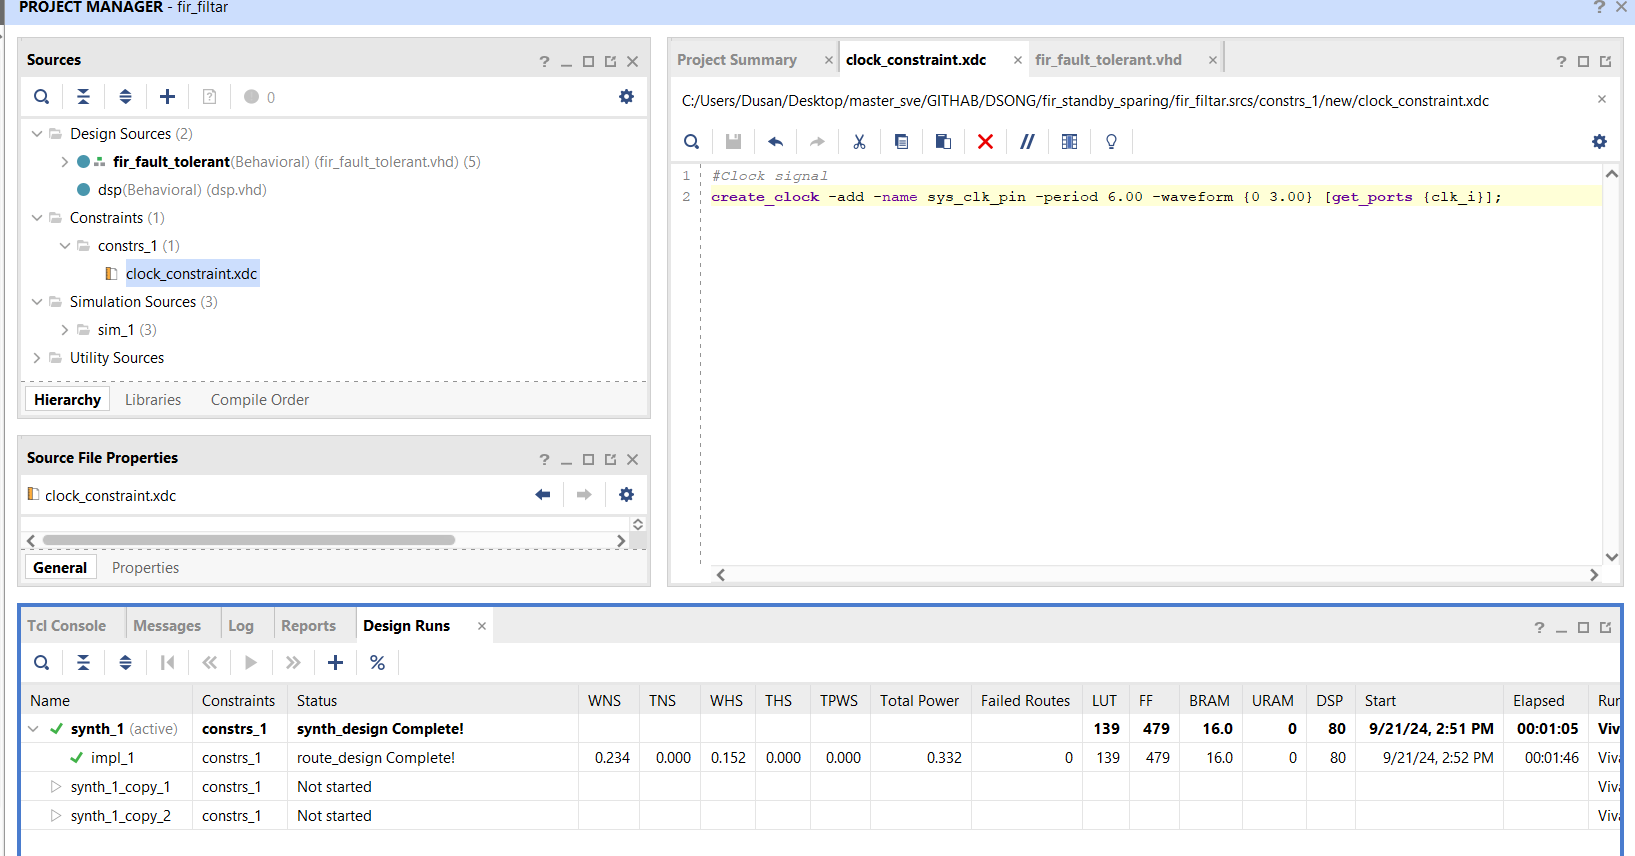 PROJECT MANAGER - fir_filtar
Sources
0
Design Sources (2)
fir_fault_tolerant(Behavioral) (fir_fault_tolerant.vhd) (5)
dsp(Behavioral) (dsp.vhd)
Constraints (1)
constrs_1 (1)
clock_constraint.xdc
Simulation Sources (3)
sim_1 (3)
Utility Sources
Hierarchy Libraries Compile Order
Source File Properties
clock_constraint.xdc
General Properties
Project Summary clock_constraint.xdc fir_fault_tolerant.vhd
C:/Users/Dusan/Desktop/master_sve/GITHAB/DSONG/fir_standby_sparing/fir_filtar.srcs/constrs_1/new/clock_constraint.xdc
1 #Clock signal
2 create_clock -add -name sys_clk_pin -period 6.00 -waveform {0 3.00} [get_ports {clk_i}];
Tcl Console Messages Log Reports Design Runs
Name Constraints Status WNS TNS WHS THS TPWS Total Power Failed Routes LUT FF BRAM URAM DSP Start Elapsed Rur
synth_1 (active) constrs_1 synth_design Complete! 139 479 16.0 0 80 9/21/24, 2:51 PM 00:01:05 Viv
impl_1 constrs_1 route_design Complete! 0.234 0.000 0.152 0.000 0.000 0.332 0 139 479 16.0 0 80 9/21/24, 2:52 PM 00:01:46 Viv
synth_1_copy_1 constrs_1 Not started Viv
synth_1_copy_2 constrs_1 Not started Viv